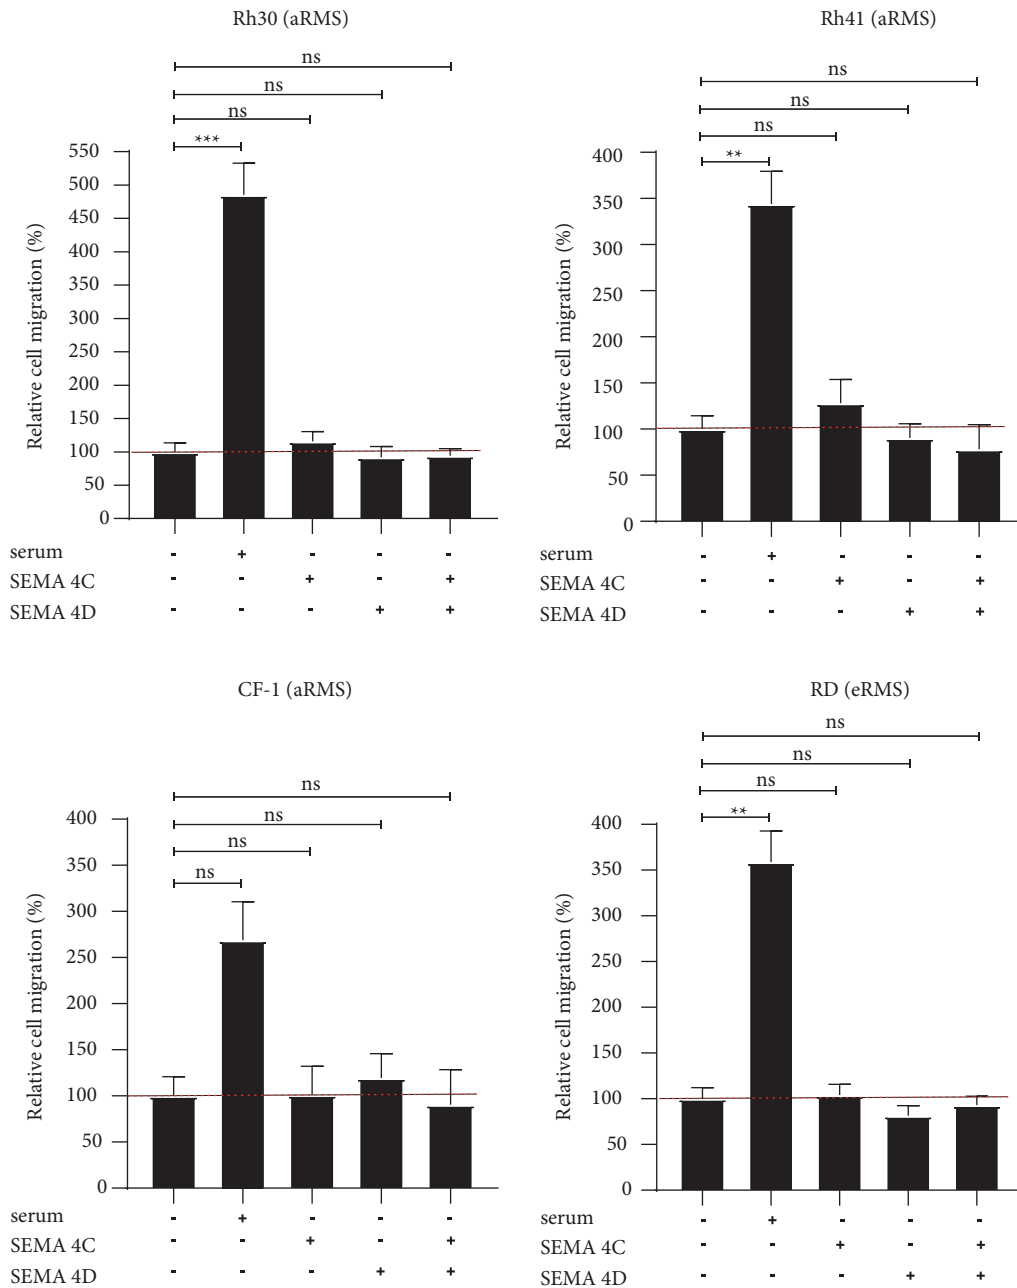 Rh30 (aRMS)
ns
ns
ns
***
550
500
450
400
350
300
250
200
150
100
50
0
Relative cell migration (%)
serum - + - - -
SEMA 4C - - + - +
SEMA 4D - - - + +
Rh41 (aRMS)
ns
ns
ns
**
400
350
300
250
200
150
100
50
0
Relative cell migration (%)
serum - + - - -
SEMA 4C - - + - +
SEMA 4D - - - + +
CF-1 (aRMS)
ns
ns
ns
ns
400
350
300
250
200
150
100
50
0
Relative cell migration (%)
serum - + - - -
SEMA 4C - - + - +
SEMA 4D - - - + +
RD (eRMS)
ns
ns
ns
**
400
350
300
250
200
150
100
50
0
Relative cell migration (%)
serum - + - - -
SEMA 4C - - + - +
SEMA 4D - - - + +